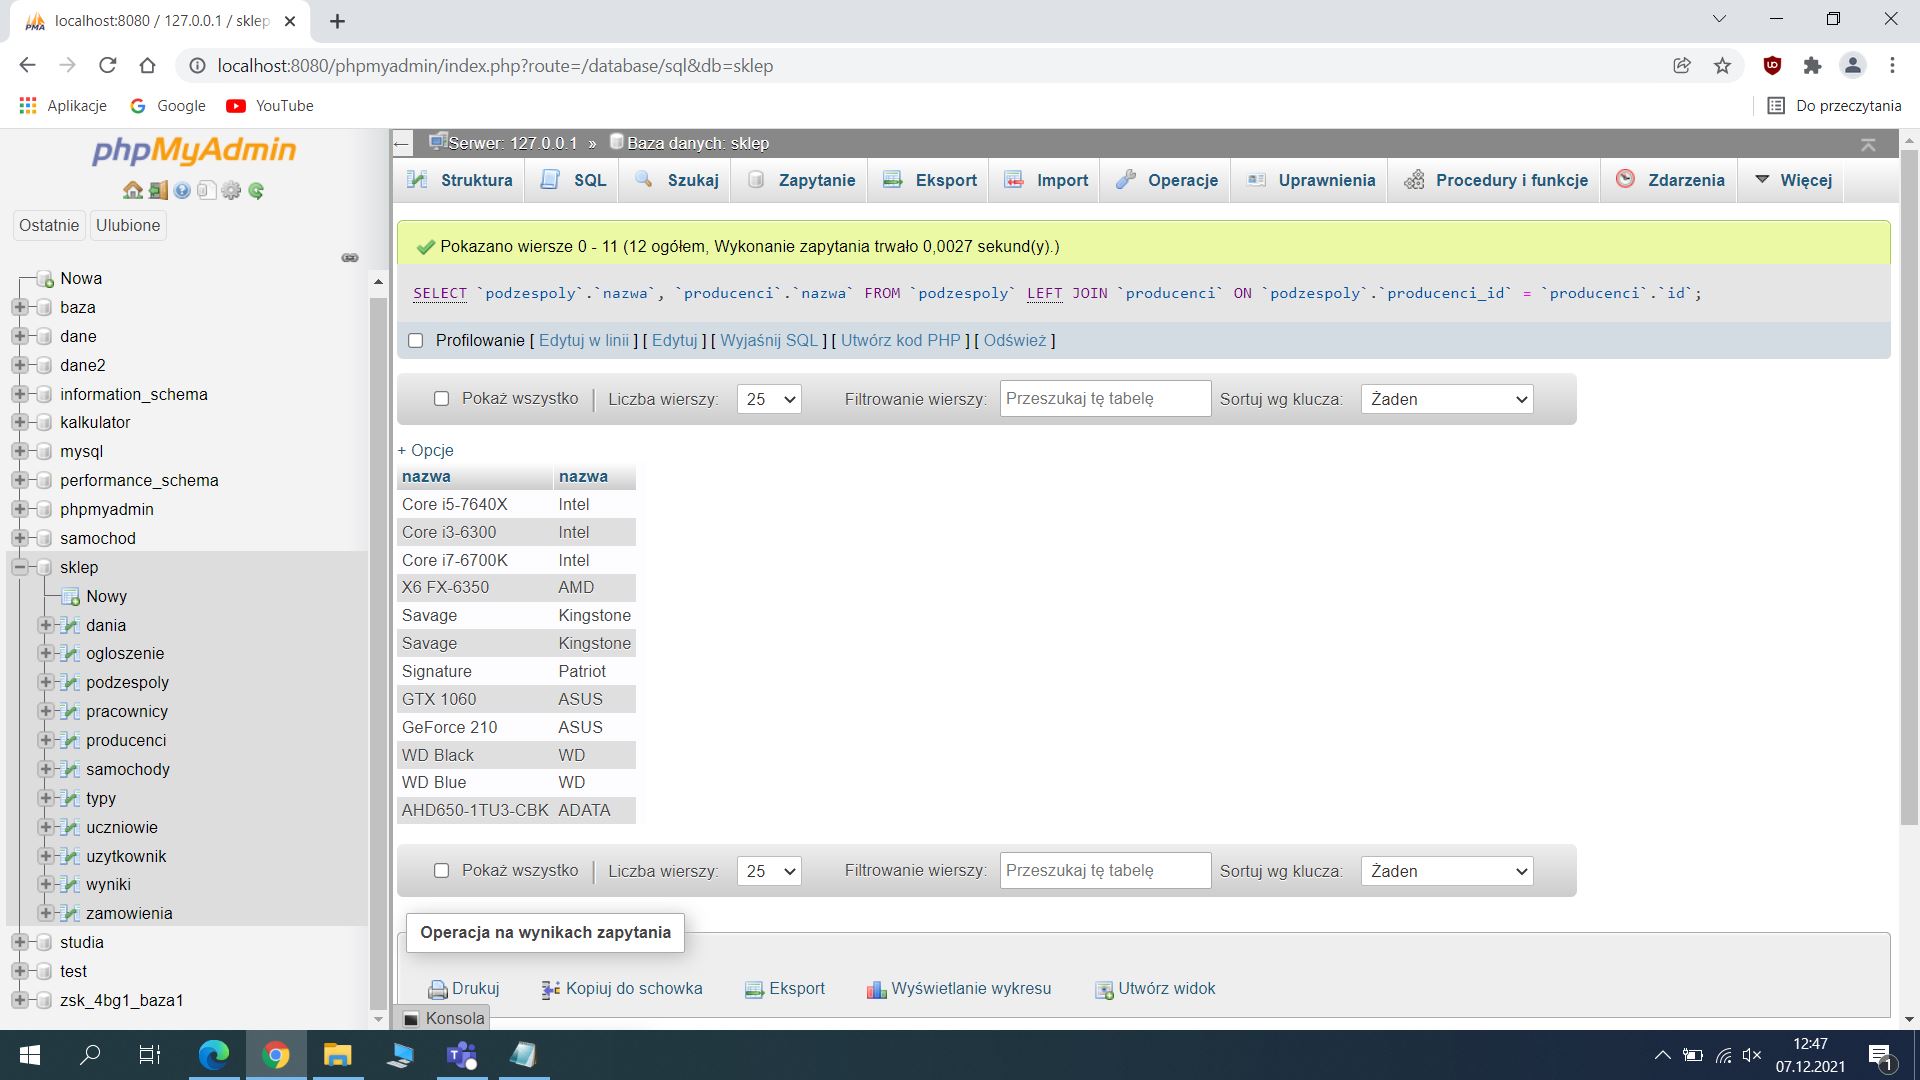 localhost:8080 / 127.0.0.1 / sklep
localhost:8080/phpmyadmin/index.php?route=/database/sql&db=sklep
Aplikacje Google YouTube Do przeczytania
phpMyAdmin
Ostatnie Ulubione
Nowa
baza
dane
dane2
information_schema
kalkulator
mysql
performance_schema
phpmyadmin
samochod
sklep
Nowy
dania
ogloszenie
podzespoly
pracownicy
producenci
samochody
typy
uczniowie
uzytkownik
wyniki
zamowienia
studia
test
zsk_4bg1_baza1
Serwer: 127.0.0.1 » Baza danych: sklep
Struktura SQL Szukaj Zapytanie Eksport Import Operacje Uprawnienia Procedury i funkcje Zdarzenia Więcej
Pokazano wiersze 0 - 11 (12 ogółem, Wykonanie zapytania trwało 0,0027 sekund(y).)
SELECT `podzespoly`.`nazwa`, `producenci`.`nazwa` FROM `podzespoly` LEFT JOIN `producenci` ON `podzespoly`.`producenci_id` = `producenci`.`id`;
Profilowanie [ Edytuj w linii ] [ Edytuj ] [ Wyjaśnij SQL ] [ Utwórz kod PHP ] [ Odśwież ]
Pokaż wszystko Liczba wierszy: 25 Filtrowanie wierszy: Przeszukaj tę tabelę Sortuj wg klucza: Żaden
+ Opcje
nazwa nazwa
Core i5-7640X Intel
Core i3-6300 Intel
Core i7-6700K Intel
X6 FX-6350 AMD
Savage Kingstone
Savage Kingstone
Signature Patriot
GTX 1060 ASUS
GeForce 210 ASUS
WD Black WD
WD Blue WD
AHD650-1TU3-CBK ADATA
Pokaż wszystko Liczba wierszy: 25 Filtrowanie wierszy: Przeszukaj tę tabelę Sortuj wg klucza: Żaden
Operacja na wynikach zapytania
Drukuj Kopiuj do schowka Eksport Wyświetlanie wykresu Utwórz widok
Konsola
12:47
07.12.2021
1